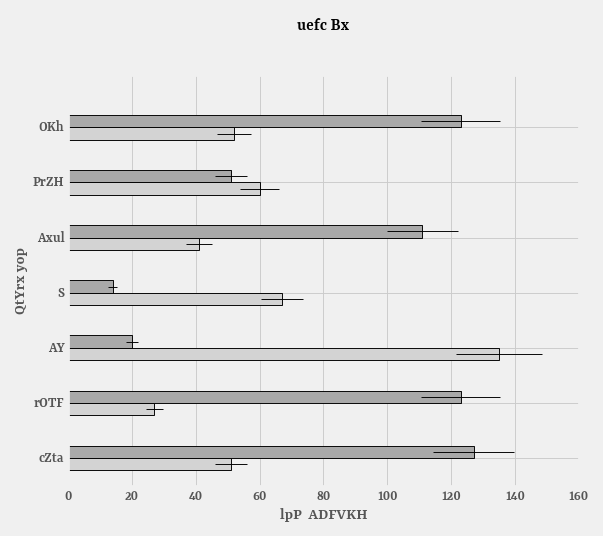 uefc Bx
OKh
PrZH
Axul
S
AY
rOTF
cZta
QtYrx yop
0 20 40 60 80 100 120 140 160
lpP ADFVKH